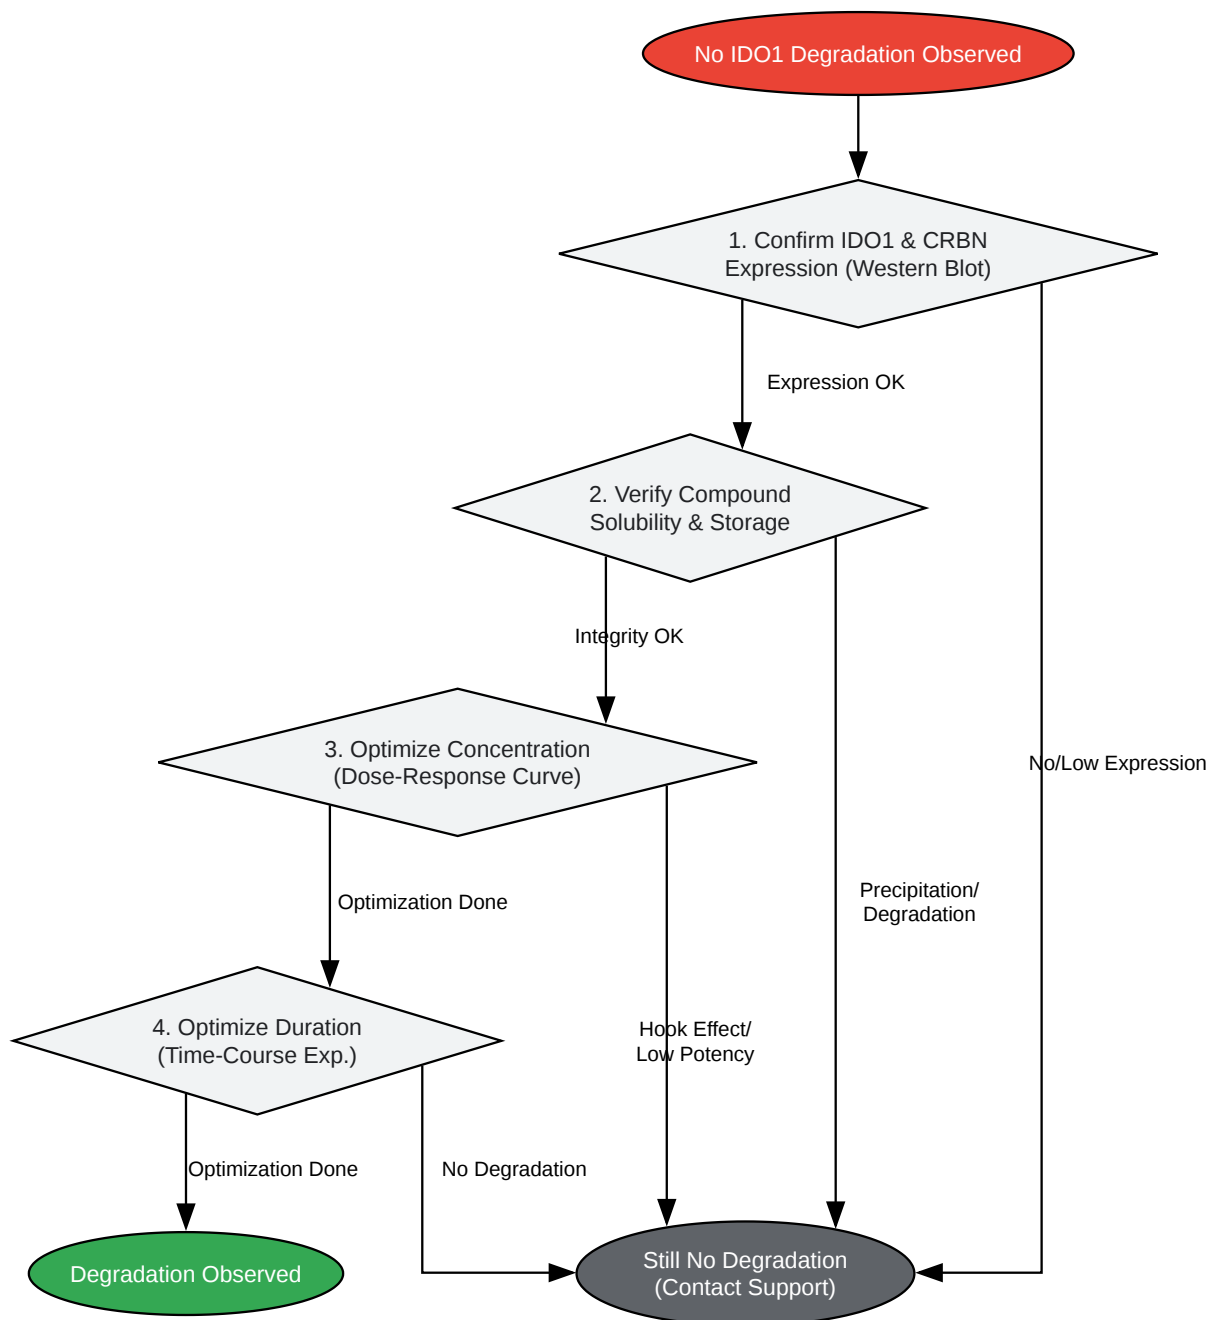 No IDO1 Degradation Observed
1. Confirm IDO1 & CRBN
Expression (Western Blot)
Expression OK
2. Verify Compound
Solubility & Storage
Integrity OK
3. Optimize Concentration
(Dose-Response Curve)
No/Low Expression
Precipitation/
Degradation
Optimization Done
4. Optimize Duration
(Time-Course Exp.)
Hook Effect/
Low Potency
Optimization Done
No Degradation
Degradation Observed
Still No Degradation
(Contact Support)